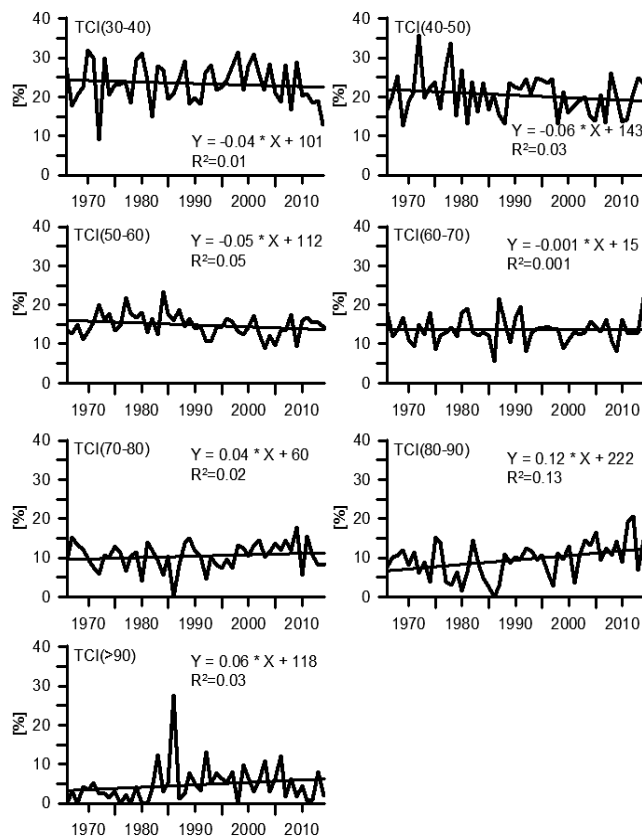 TCI(30-40)
[%]
40
30
20
10
0
Y = -0.04 * X + 101
R²=0.01
1970 1980 1990 2000 2010
TCI(40-50)
[%]
40
30
20
10
0
Y = -0.06 * X + 143
R²=0.03
1970 1980 1990 2000 2010
TCI(50-60)
[%]
40
30
20
10
0
Y = -0.05 * X + 112
R²=0.05
1970 1980 1990 2000 2010
TCI(60-70)
[%]
40
30
20
10
0
Y = -0.001 * X + 15
R²=0.001
1970 1980 1990 2000 2010
TCI(70-80)
[%]
40
30
20
10
0
Y = 0.04 * X + 60
R²=0.02
1970 1980 1990 2000 2010
TCI(80-90)
[%]
40
30
20
10
0
Y = 0.12 * X + 222
R²=0.13
1970 1980 1990 2000 2010
TCI(>90)
[%]
40
30
20
10
0
Y = 0.06 * X + 118
R²=0.03
1970 1980 1990 2000 2010